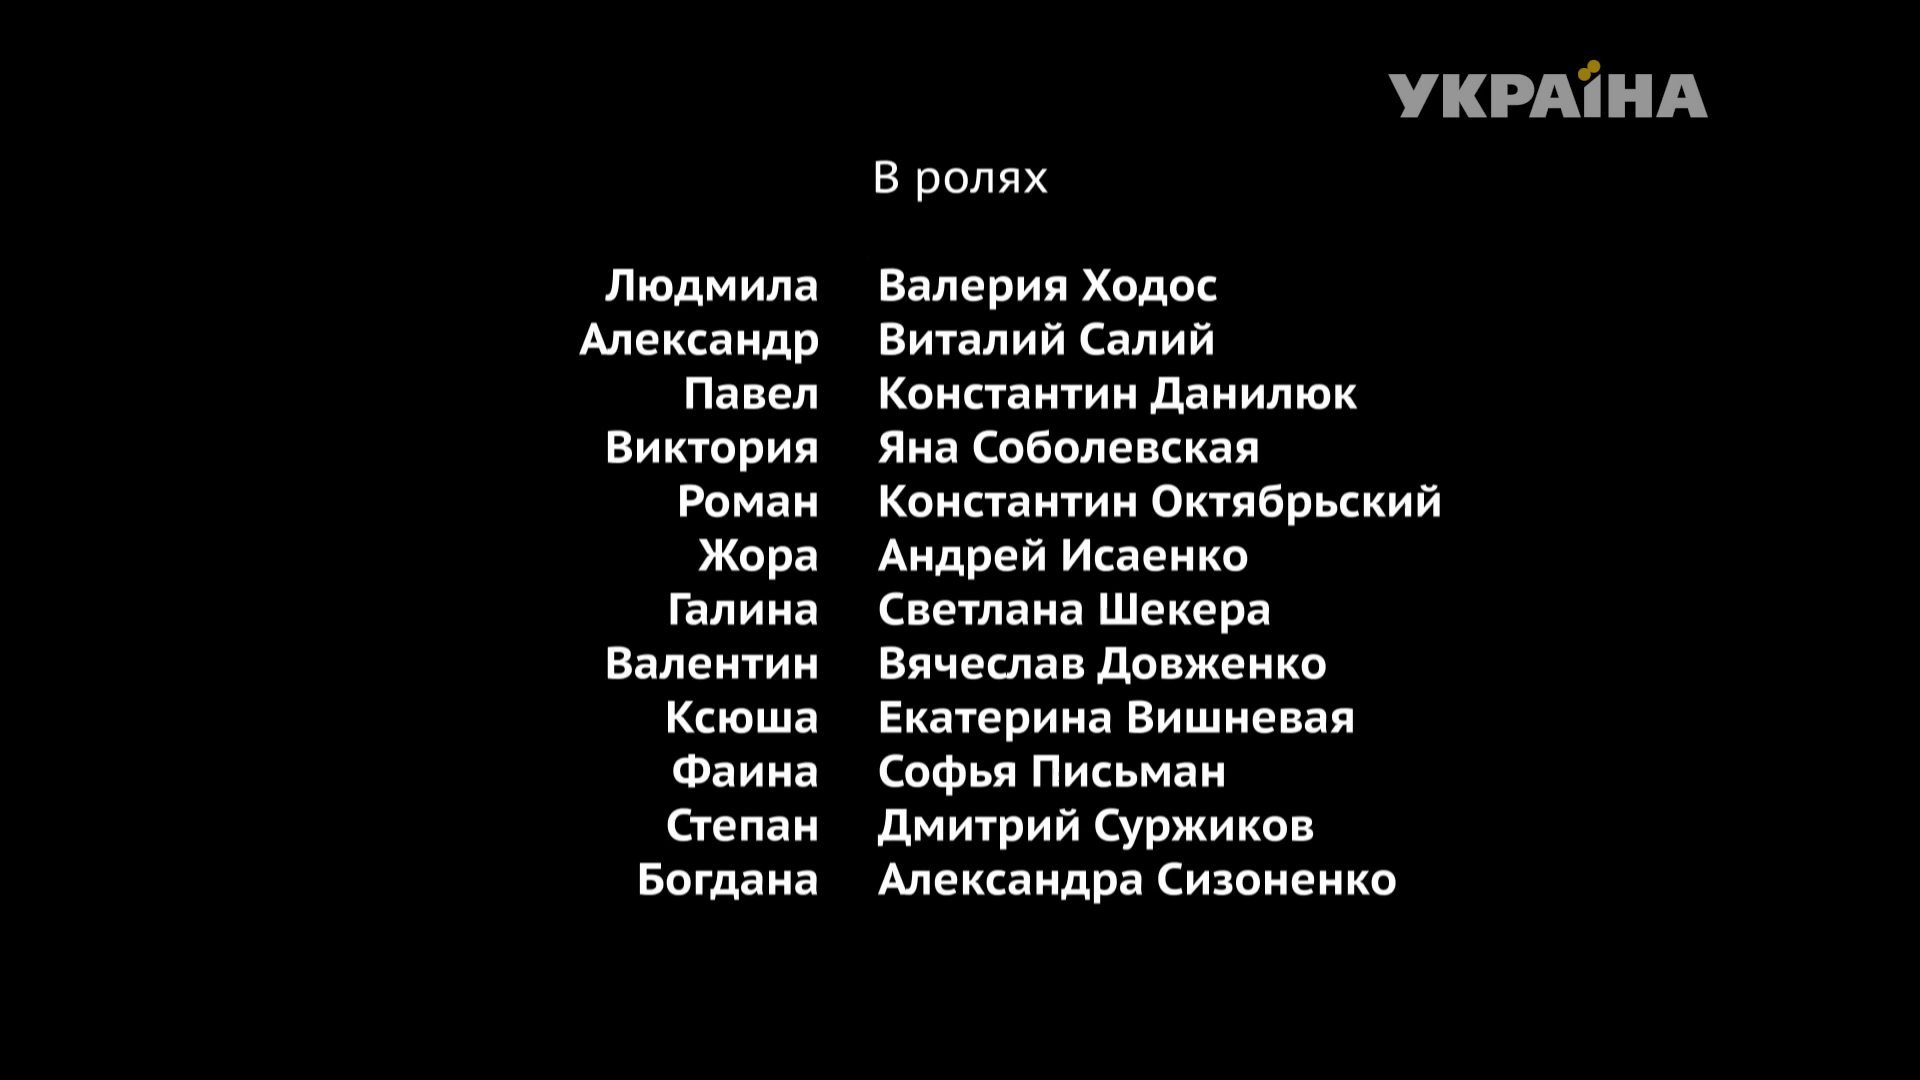 УКРАЇНА
В ролях
Людмила Валерия Ходос
Александр Виталий Салий
Павел Константин Данилюк
Виктория Яна Соболевская
Роман Константин Октябрьский
Жора Андрей Исаенко
Галина Светлана Шекера
Валентин Вячеслав Довженко
Ксюша Екатерина Вишневая
Фаина Софья Письман
Степан Дмитрий Суржиков
Богдана Александра Сизоненко